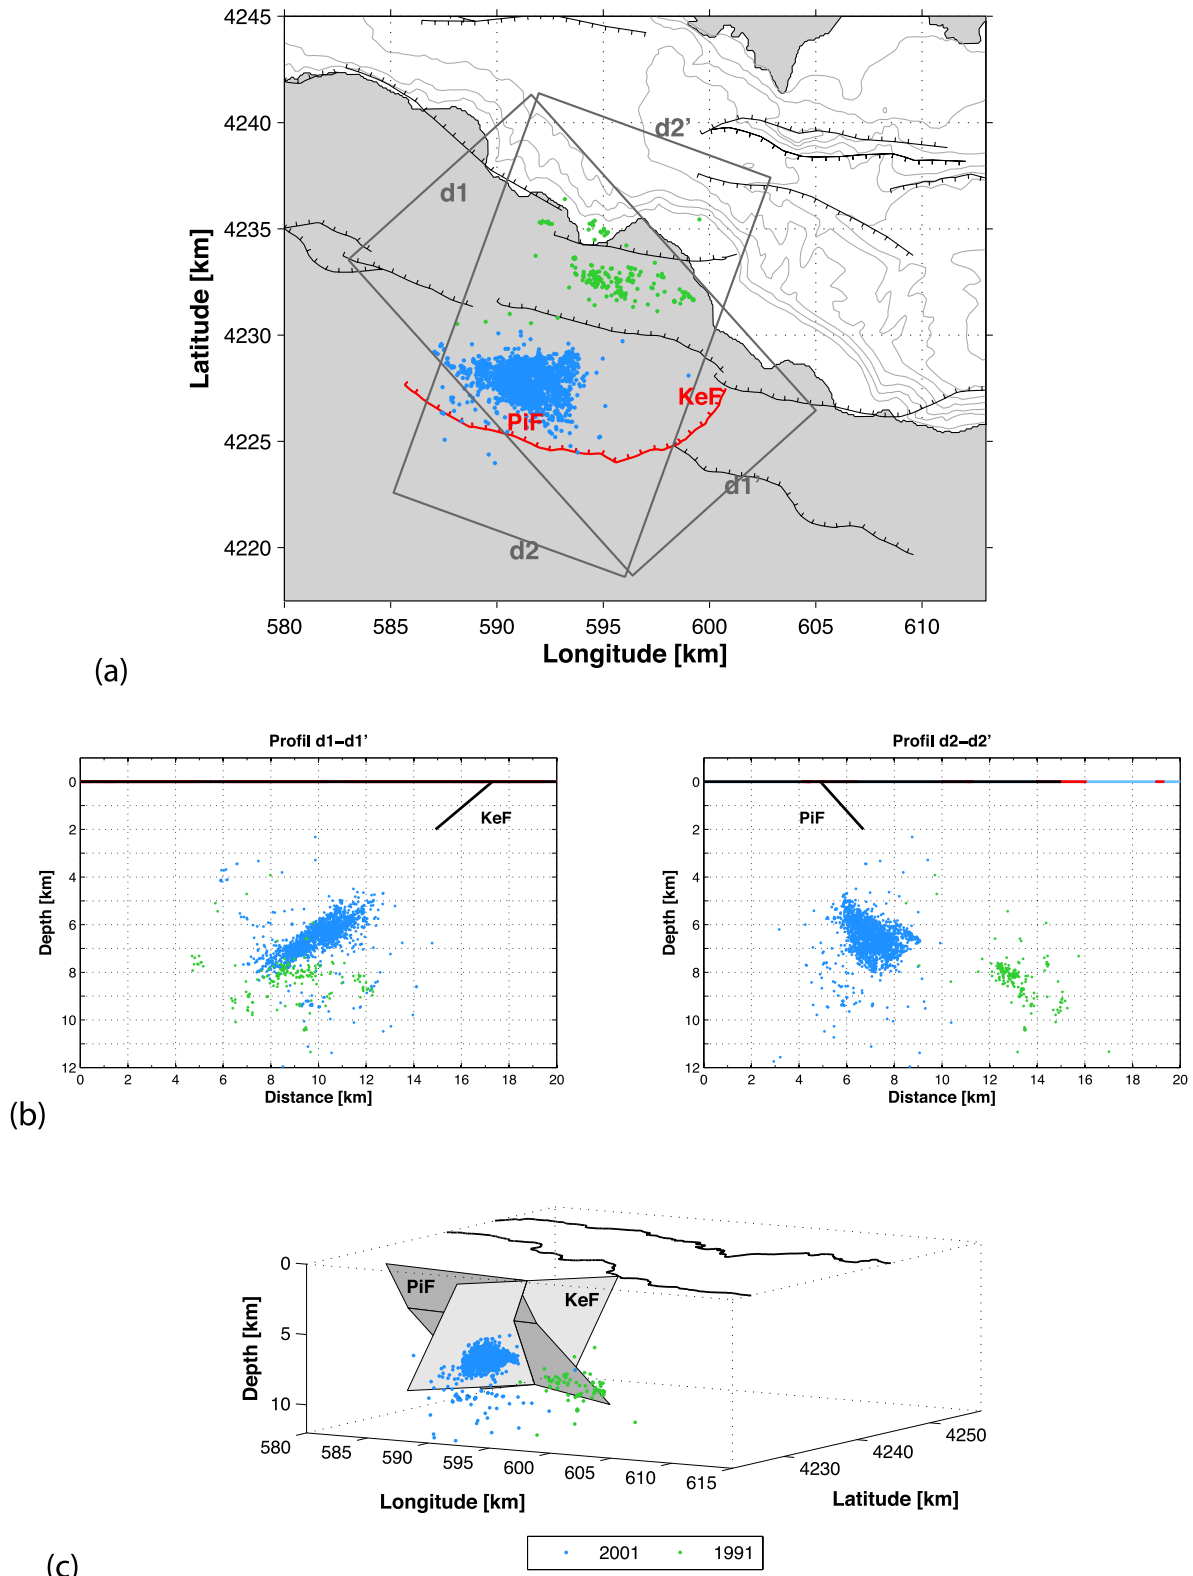 4245
4240
4235
4230
4225
4220
Latitude [km]
d2'
d1
KeF
PiF
d1'
d2
580 585 590 595 600 605 610
Longitude [km]
(a)
Profil d1–d1'
0
2
4
6
8
10
12
Depth [km]
KeF
0 2 4 6 8 10 12 14 16 18 20
Distance [km]
Profil d2–d2'
0
2
4
6
8
10
12
Depth [km]
PiF
0 2 4 6 8 10 12 14 16 18 20
Distance [km]
(b)
0
5
10
Depth [km]
PiF
KeF
580 585 590 595 600 605 610 615
Longitude [km]
4230 4240 4250
Latitude [km]
2001 1991
(c)